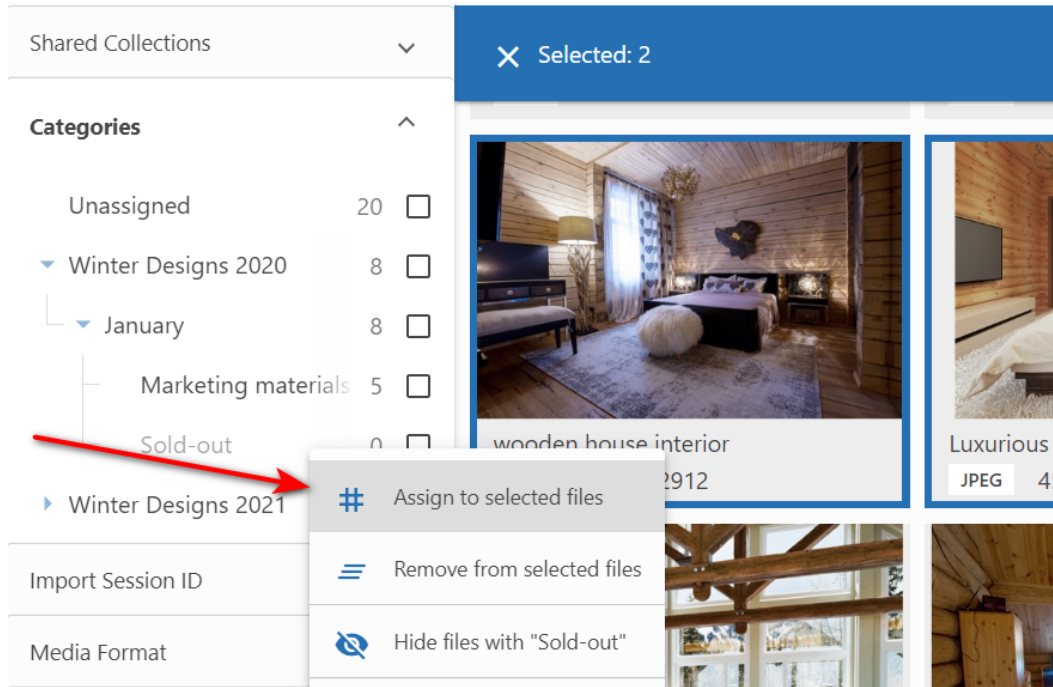 Shared Collections
Selected: 2
Categories
Unassigned 20
Winter Designs 2020 8
January 8
Marketing materials 5
Sold-out 0
Winter Designs 2021
Import Session ID
Media Format
Assign to selected files
Remove from selected files
Hide files with "Sold-out"
wooden house interior
2912
Luxurious
JPEG